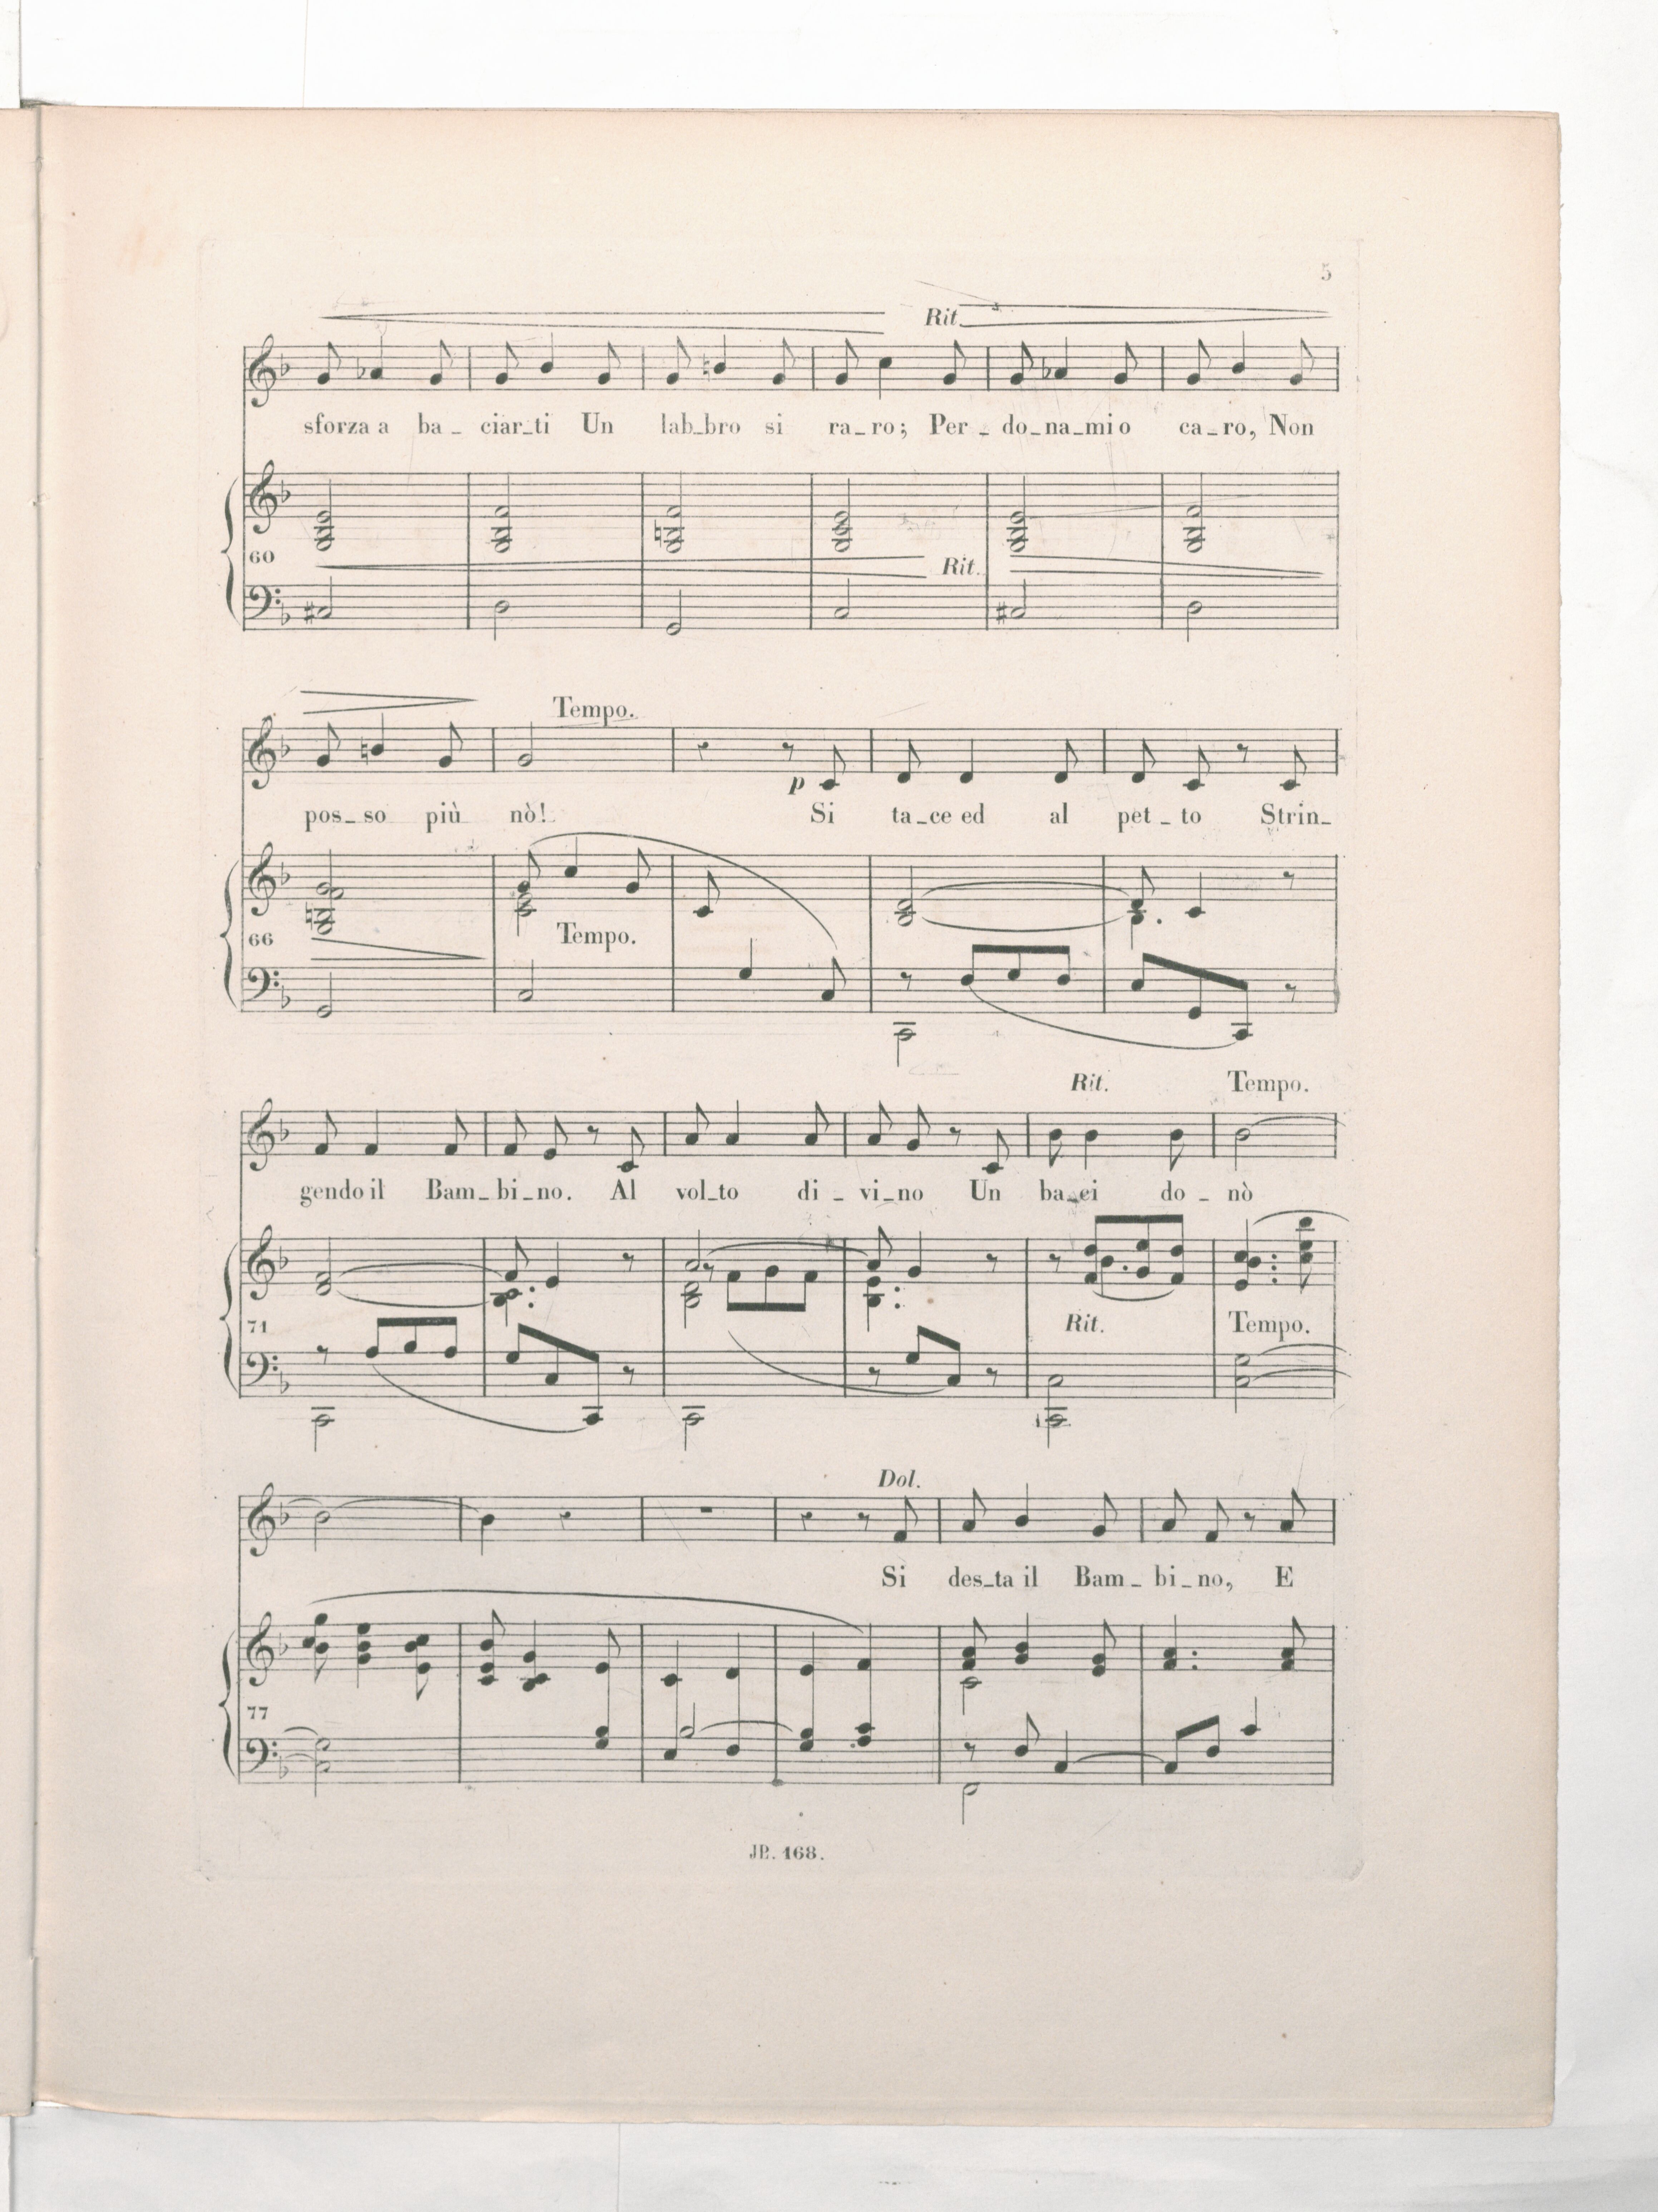 5
Rit.
sforza a ba_ ciar_ti Un lab_bro si ra_ro; Per_do_na_mi o ca_ro, Non
60
Rit.
Tempo.
p
pos_so più nò! Si ta_ce ed al pet_to Strin_
66
Tempo.
Rit. Tempo.
gendo il Bam_bi_no. Al vol_to di_vi_no Un ba_ci do_nò
71
Rit. Tempo.
Dol.
Si des_ta il Bam_bi_no, E
77
JP. 168.